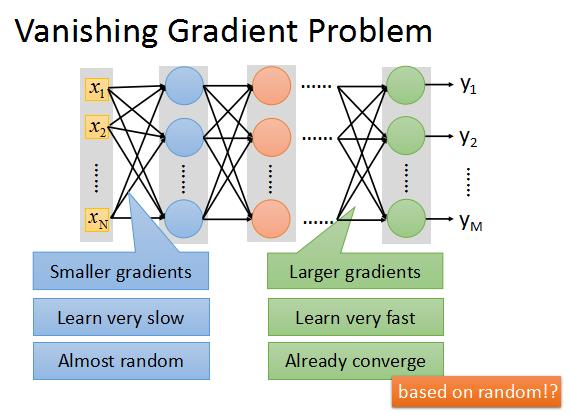 Vanishing Gradient Problem
x1
x2
......
xN
......
......
......
......
......
......
y1
y2
......
yM
Smaller gradients
Larger gradients
Learn very slow
Learn very fast
Almost random
Already converge
based on random!?